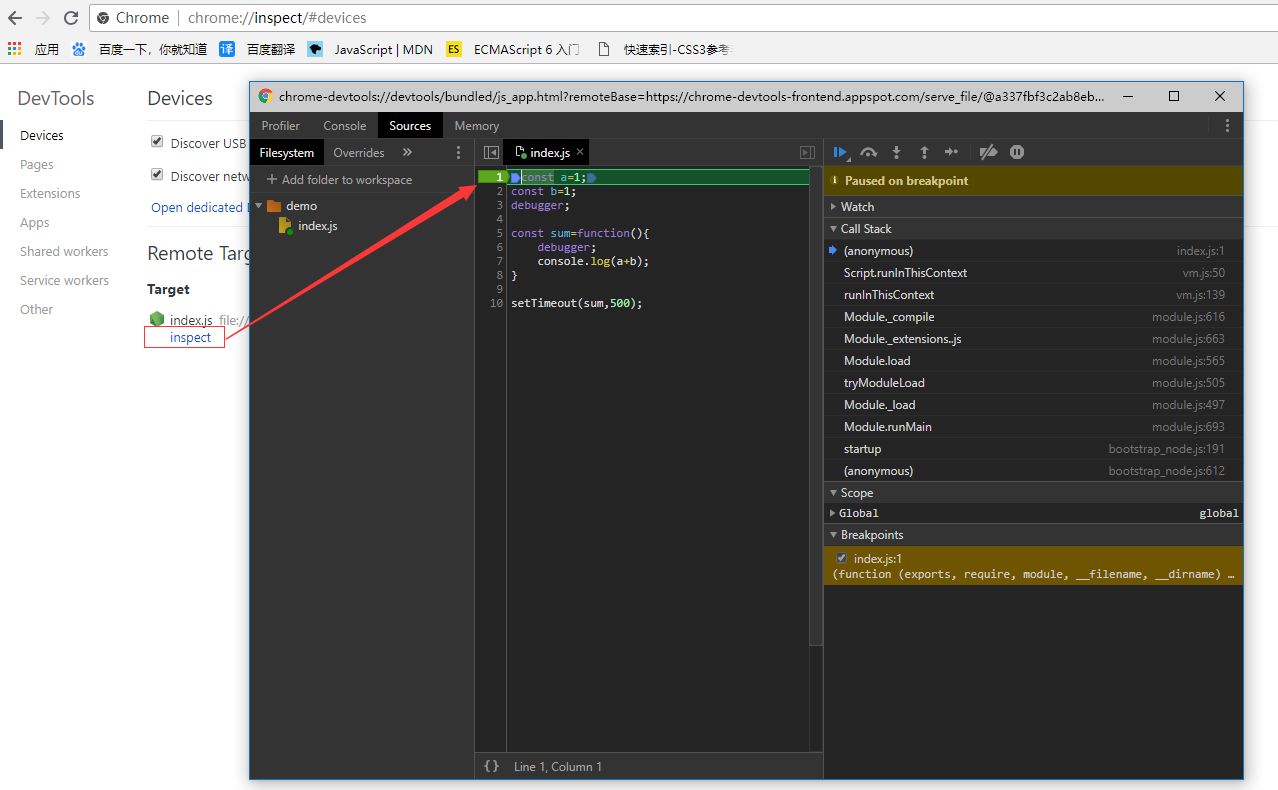 Chrome chrome://inspect/#devices
应用 百度一下，你就知道 译 百度翻译 JavaScript | MDN ES ECMAScript 6 入门 快速索引-CSS3参考
DevTools
Devices
Pages
Extensions
Apps
Shared workers
Service workers
Other
Devices
Discover USB
Discover netw
Open dedicated
Remote Targ
Target
index.js file://
inspect
chrome-devtools://devtools/bundled/js_app.html?remoteBase=https://chrome-devtools-frontend.appspot.com/serve_file/@a337fbf3c2ab8eb...
Profiler Console Sources Memory
Filesystem Overrides »
+ Add folder to workspace
demo
index.js
index.js ×
1 const a=1;
2 const b=1;
3 debugger;
4
5 const sum=function(){
6 debugger;
7 console.log(a+b);
8 }
9
10 setTimeout(sum,500);
{} Line 1, Column 1
Paused on breakpoint
Watch
Call Stack
(anonymous) index.js:1
Script.runInThisContext vm.js:50
runInThisContext vm.js:139
Module._compile module.js:616
Module._extensions..js module.js:663
Module.load module.js:565
tryModuleLoad module.js:505
Module._load module.js:497
Module.runMain module.js:693
startup bootstrap_node.js:191
(anonymous) bootstrap_node.js:612
Scope
Global global
Breakpoints
index.js:1
(function (exports, require, module, __filename, __dirname) …